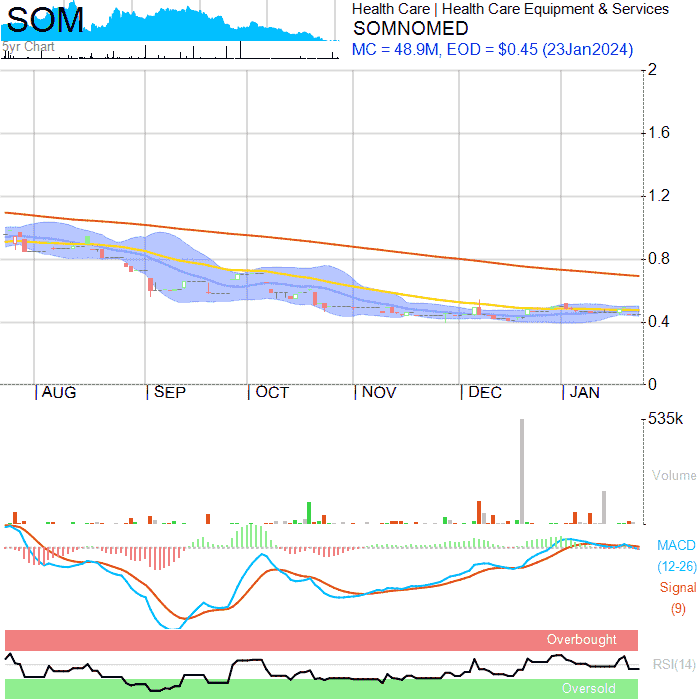 SOM
5yr Chart
Health Care | Health Care Equipment & Services
SOMNOMED
MC = 48.9M, EOD = $0.45 (23Jan2024)
2
1.6
1.2
0.8
0.4
0
| AUG | SEP | OCT | NOV | DEC | JAN
535k
Volume
MACD
(12-26)
Signal
(9)
Overbought
RSI(14)
Oversold